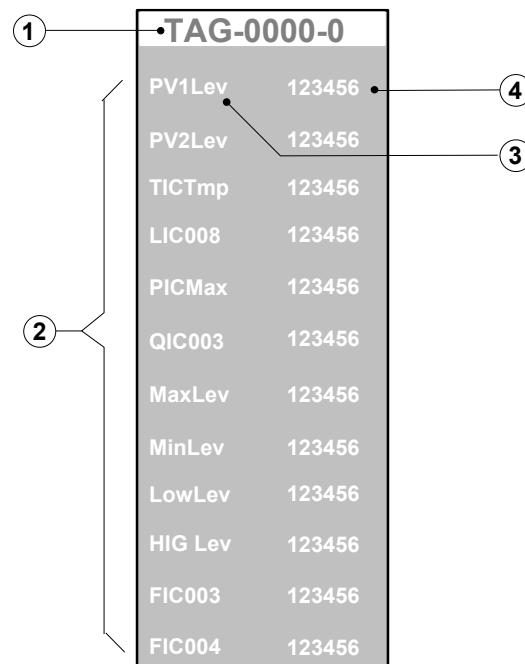 1 TAG-0000-0
PV1Lev 123456 4
PV2Lev 123456 3
TICTmp 123456
LIC008 123456
PICMax 123456
2 QIC003 123456
MaxLev 123456
MinLev 123456
LowLev 123456
HIG Lev 123456
FIC003 123456
FIC004 123456